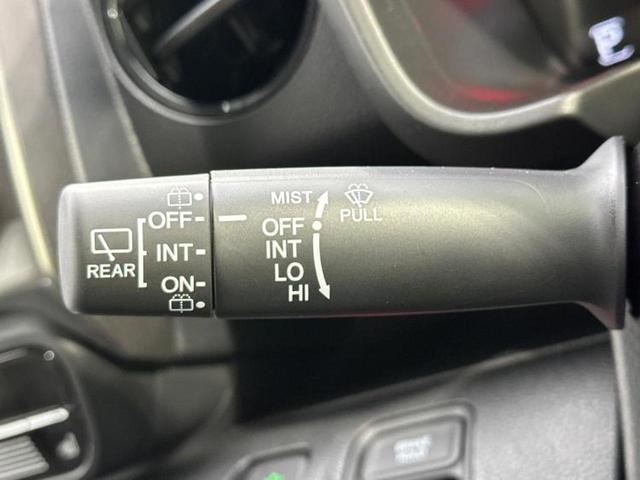 MIST
OFF
INT
LO
HI
PULL
OFF
INT
ON
REAR